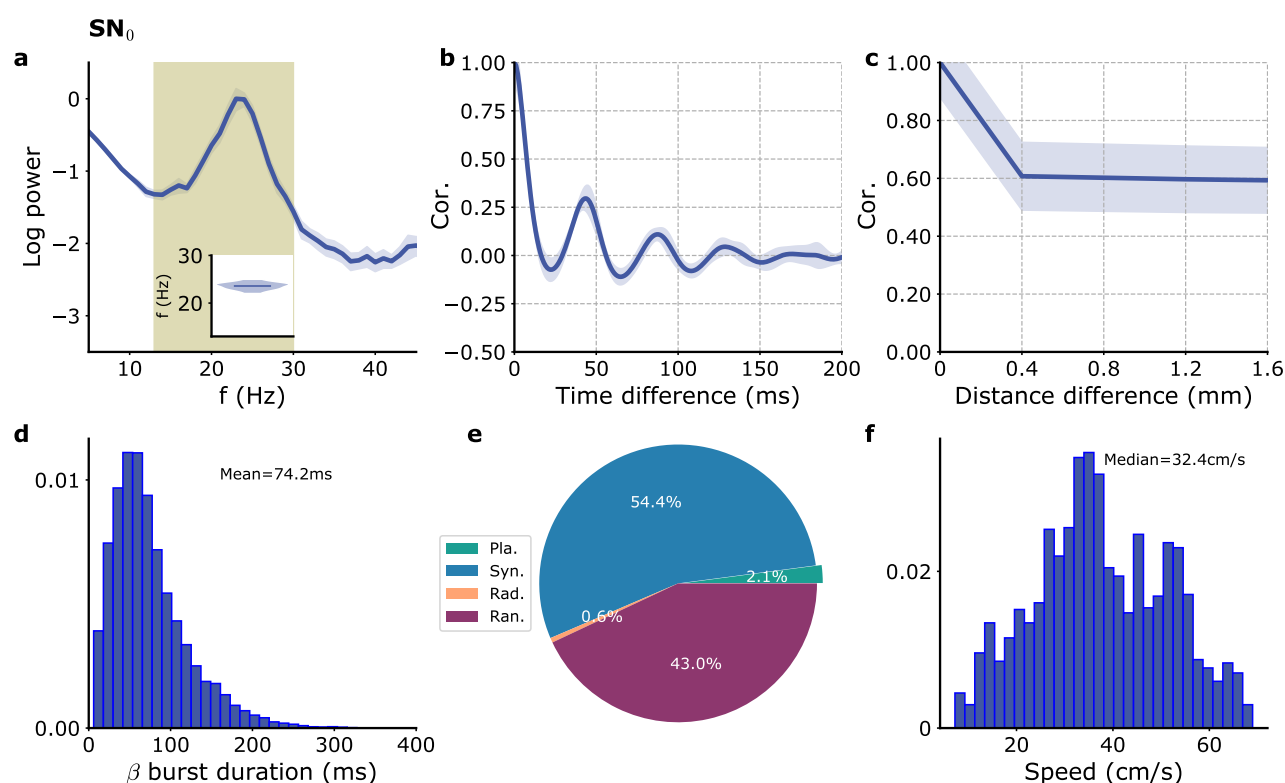 SN₀
a
Log power
0
−1
−2
−3
10 20 30 40
f (Hz)
f (Hz)
30
20
b
Cor.
1.00
0.75
0.50
0.25
0.00
−0.25
−0.50
0 50 100 150 200
Time difference (ms)
c
Cor.
1.00
0.80
0.60
0.40
0.20
0.00
0 0.4 0.8 1.2 1.6
Distance difference (mm)
d
Mean=74.2ms
0.01
0.00
0 100 200 300 400
β burst duration (ms)
e
54.4%
2.1%
0.6%
43.0%
Pla.
Syn.
Rad.
Ran.
f
Median=32.4cm/s
0.02
0
20 40 60
Speed (cm/s)